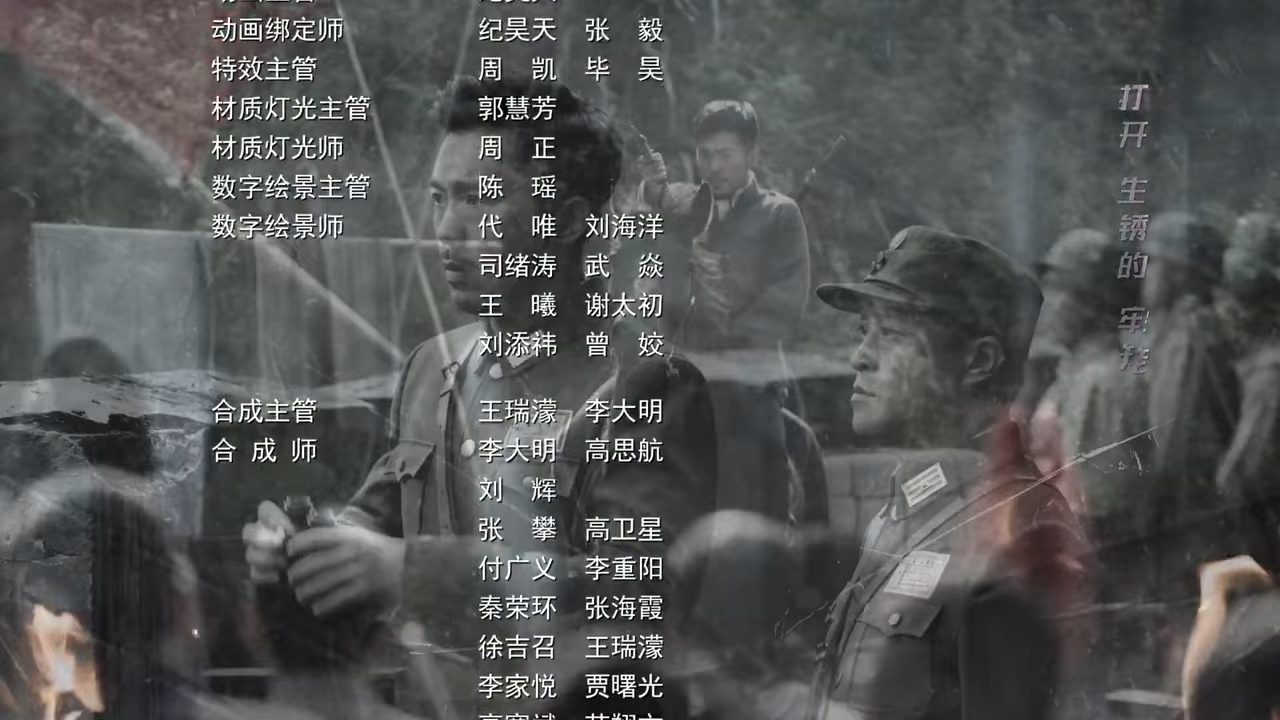 动画绑定师 纪昊天 张 毅
特效主管 周 凯 毕 昊
材质灯光主管 郭慧芳
材质灯光师 周 正
数字绘景主管 陈 瑶
数字绘景师 代 唯 刘海洋
司绪涛 武 焱
王 曦 谢太初
刘添祎 曾 姣
合成主管 王瑞濛 李大明
合 成 师 李大明 高思航
刘 辉
张 攀 高卫星
付广义 李重阳
秦荣环 张海霞
徐吉召 王瑞濛
李家悦 贾曙光
打开 生锈的 牢